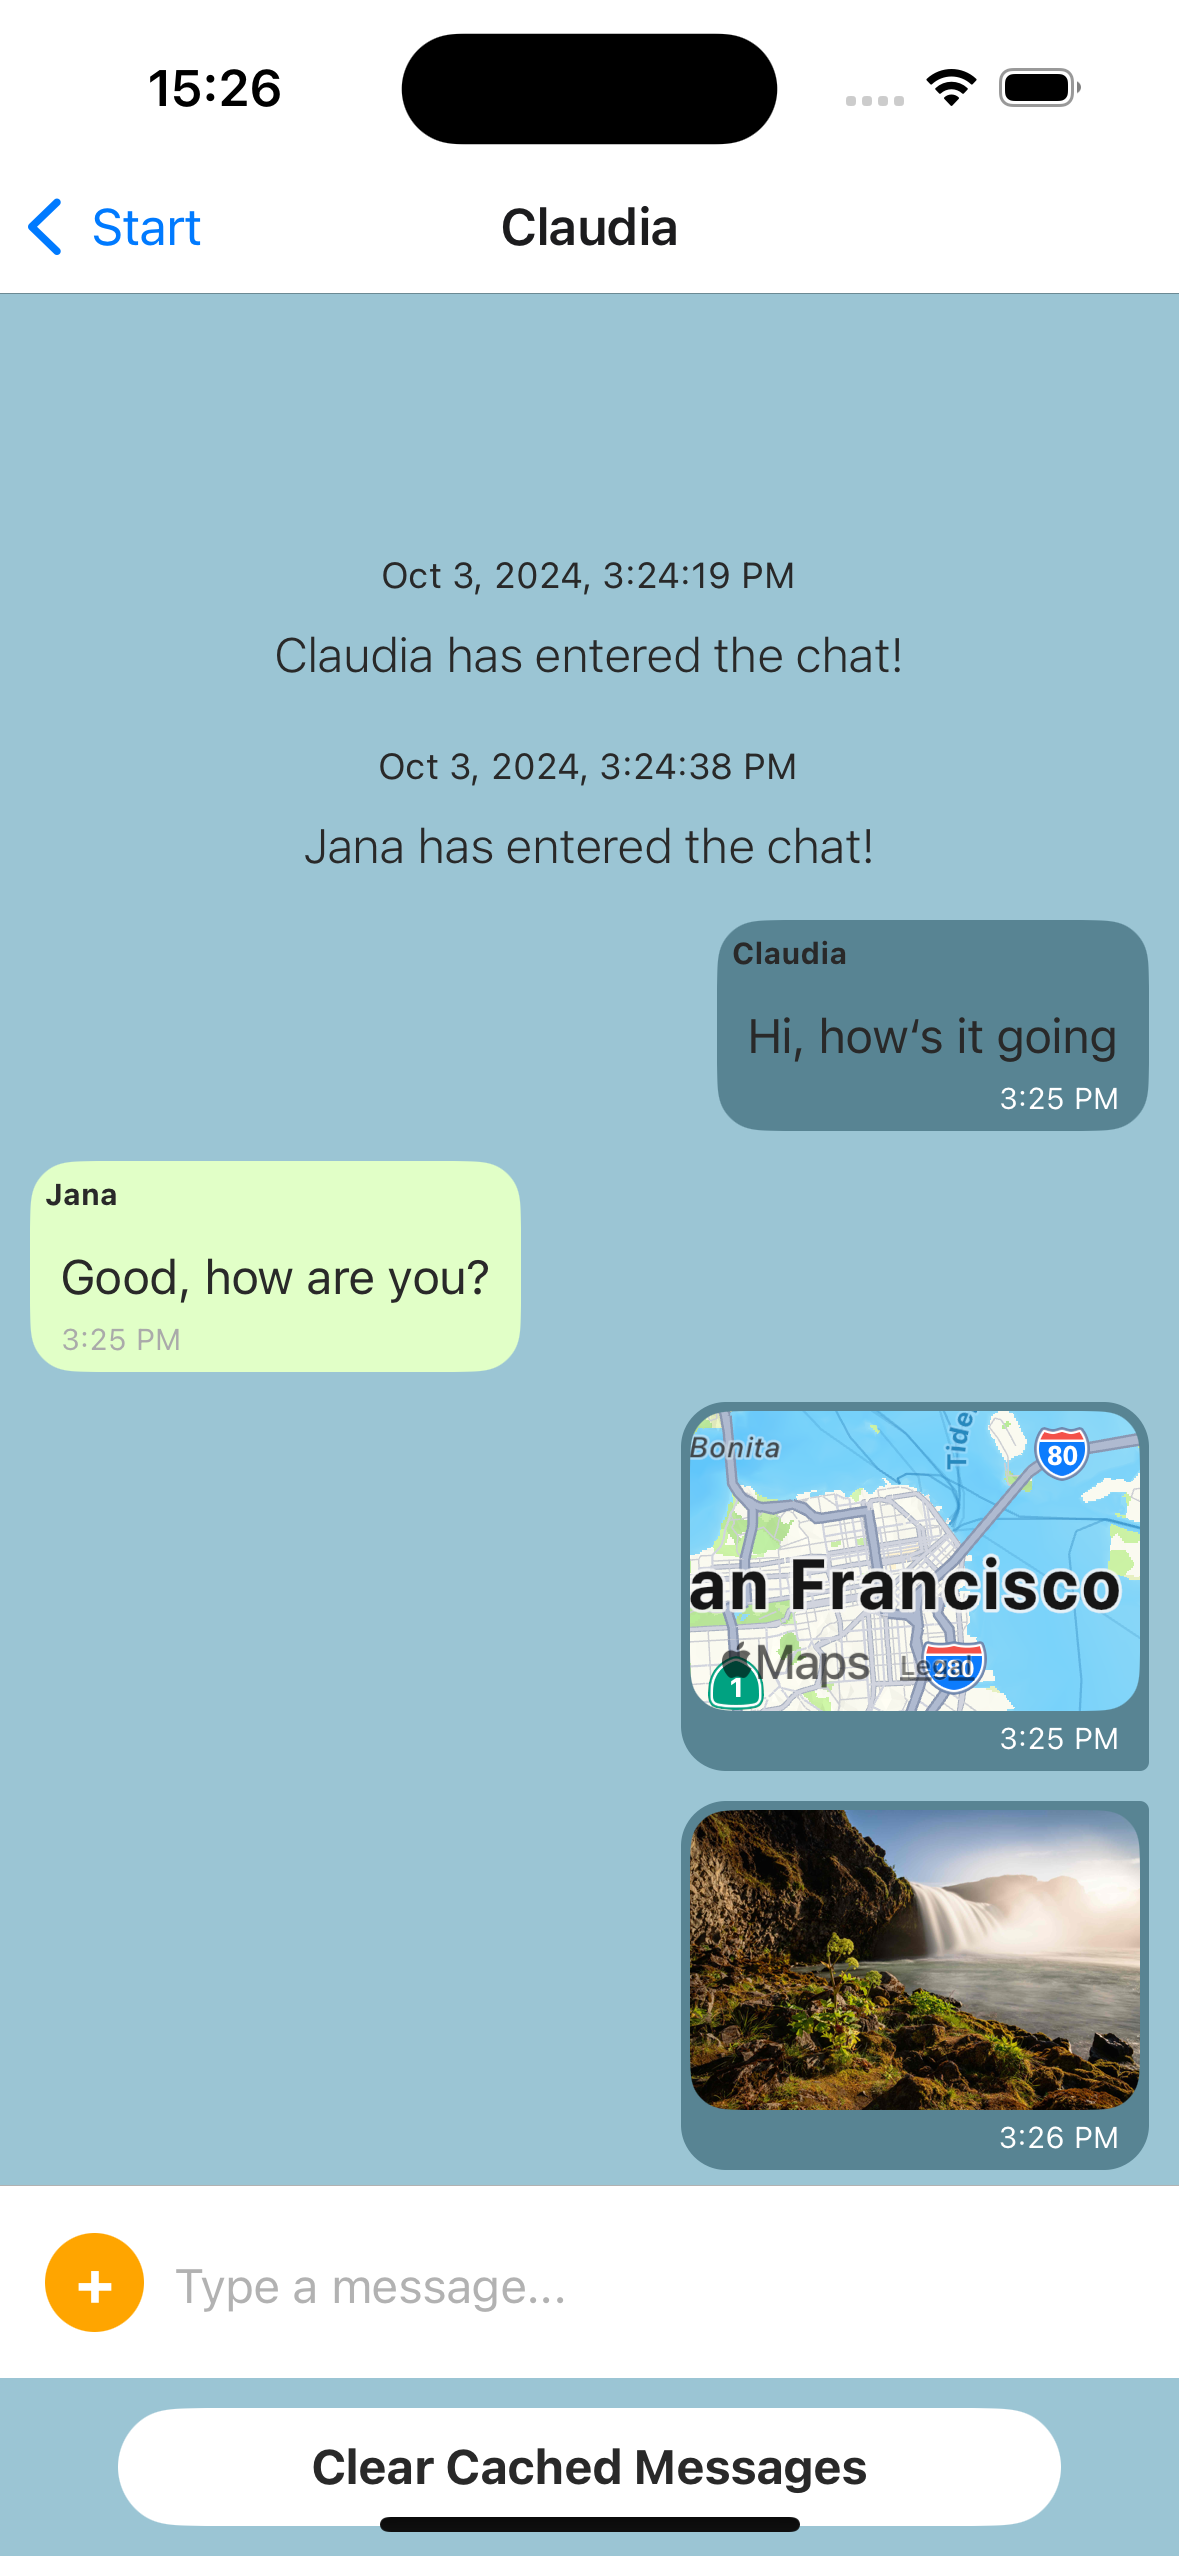 15:26
Start
Claudia
Oct 3, 2024, 3:24:19 PM
Claudia has entered the chat!
Oct 3, 2024, 3:24:38 PM
Jana has entered the chat!
Claudia
Hi, how‘s it going
3:25 PM
Jana
Good, how are you?
3:25 PM
Bonita
Tide
80
an Francisco
Maps
Legal
280
1
3:25 PM
3:26 PM
+
Type a message...
Clear Cached Messages